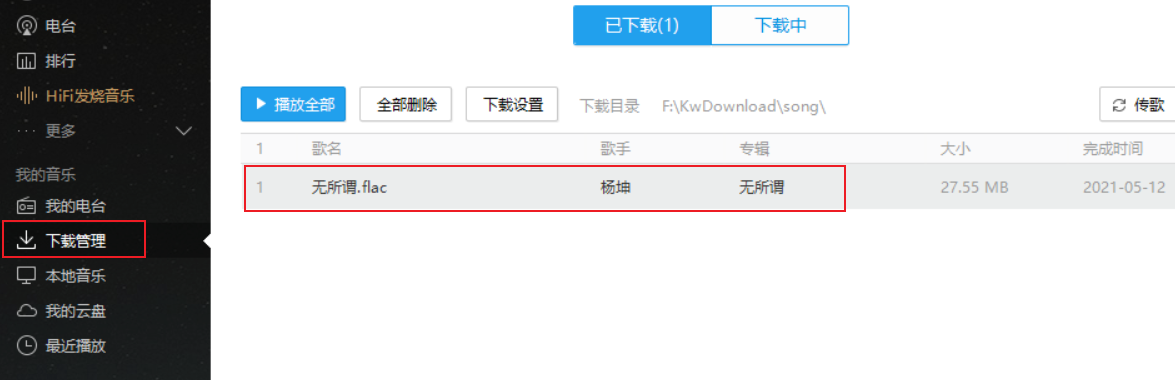 电台
排行
HiFi发烧音乐
··· 更多
我的音乐
我的电台
下载管理
本地音乐
我的云盘
最近播放
已下载(1) 下载中
播放全部 全部删除 下载设置 下载目录 F:\KwDownload\song\ 传歌
1 歌名 歌手 专辑 大小 完成时间
1 无所谓.flac 杨坤 无所谓 27.55 MB 2021-05-12